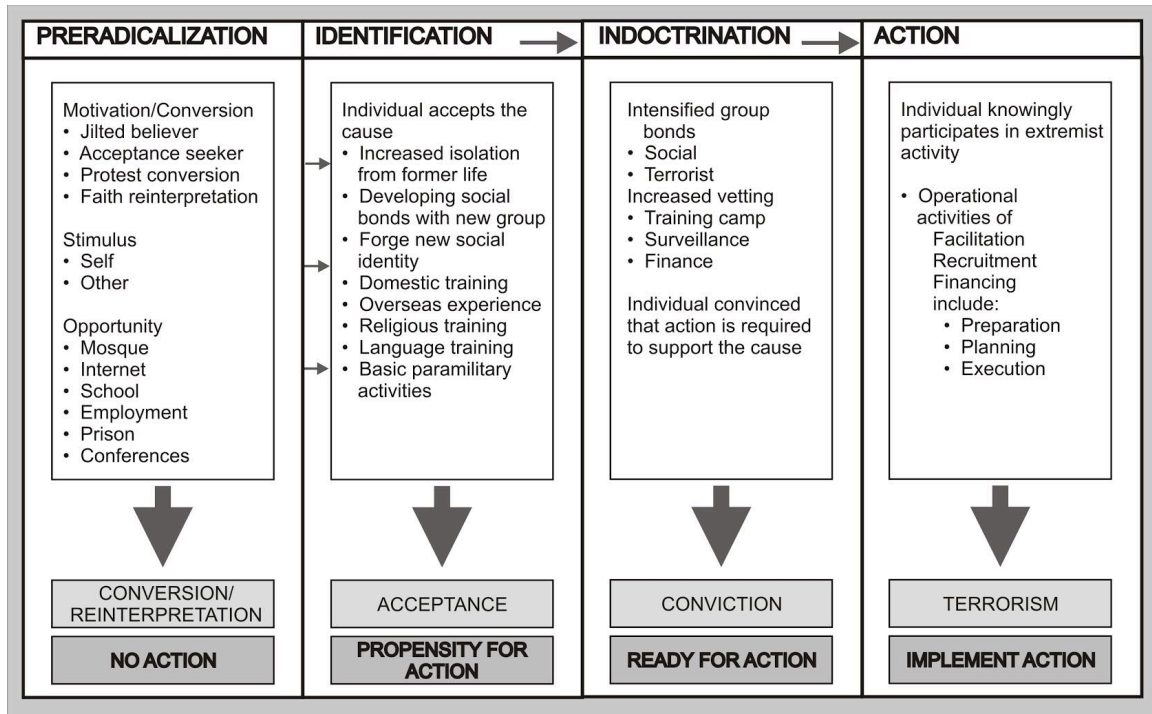 PRERADICALIZATION
Motivation/Conversion
• Jilted believer
• Acceptance seeker
• Protest conversion
• Faith reinterpretation
Stimulus
• Self
• Other
Opportunity
• Mosque
• Internet
• School
• Employment
• Prison
• Conferences
CONVERSION/
REINTERPRETATION
NO ACTION
IDENTIFICATION
Individual accepts the
cause
• Increased isolation
from former life
• Developing social
bonds with new group
• Forge new social
identity
• Domestic training
• Overseas experience
• Religious training
• Language training
• Basic paramilitary
activities
ACCEPTANCE
PROPENSITY FOR
ACTION
INDOCTRINATION
Intensified group
bonds
• Social
• Terrorist
Increased vetting
• Training camp
• Surveillance
• Finance
Individual convinced
that action is required
to support the cause
CONVICTION
READY FOR ACTION
ACTION
Individual knowingly
participates in extremist
activity
• Operational
activities of
Facilitation
Recruitment
Financing
include:
• Preparation
• Planning
• Execution
TERRORISM
IMPLEMENT ACTION